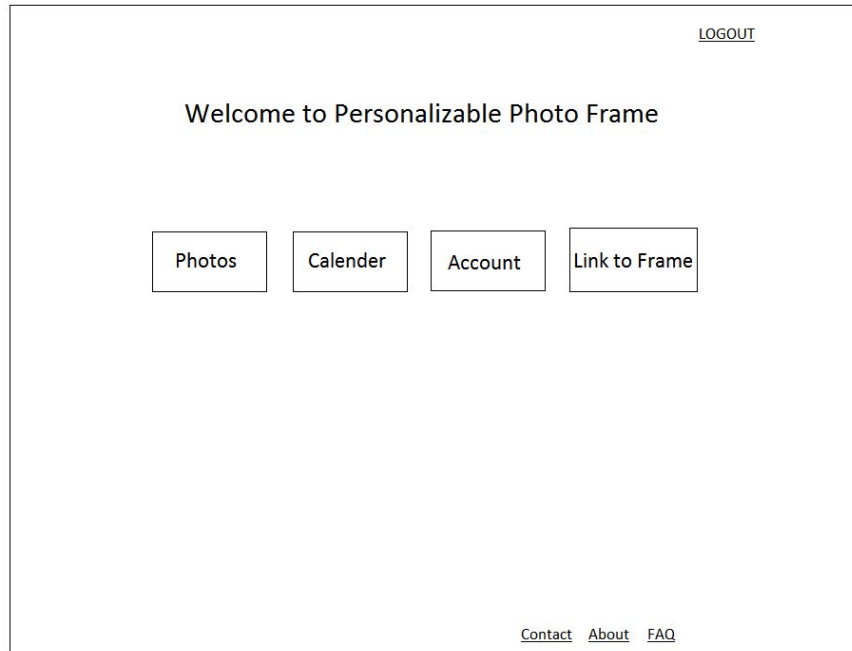 LOGOUT
Welcome to Personalizable Photo Frame
Photos Calender Account Link to Frame
Contact About FAQ